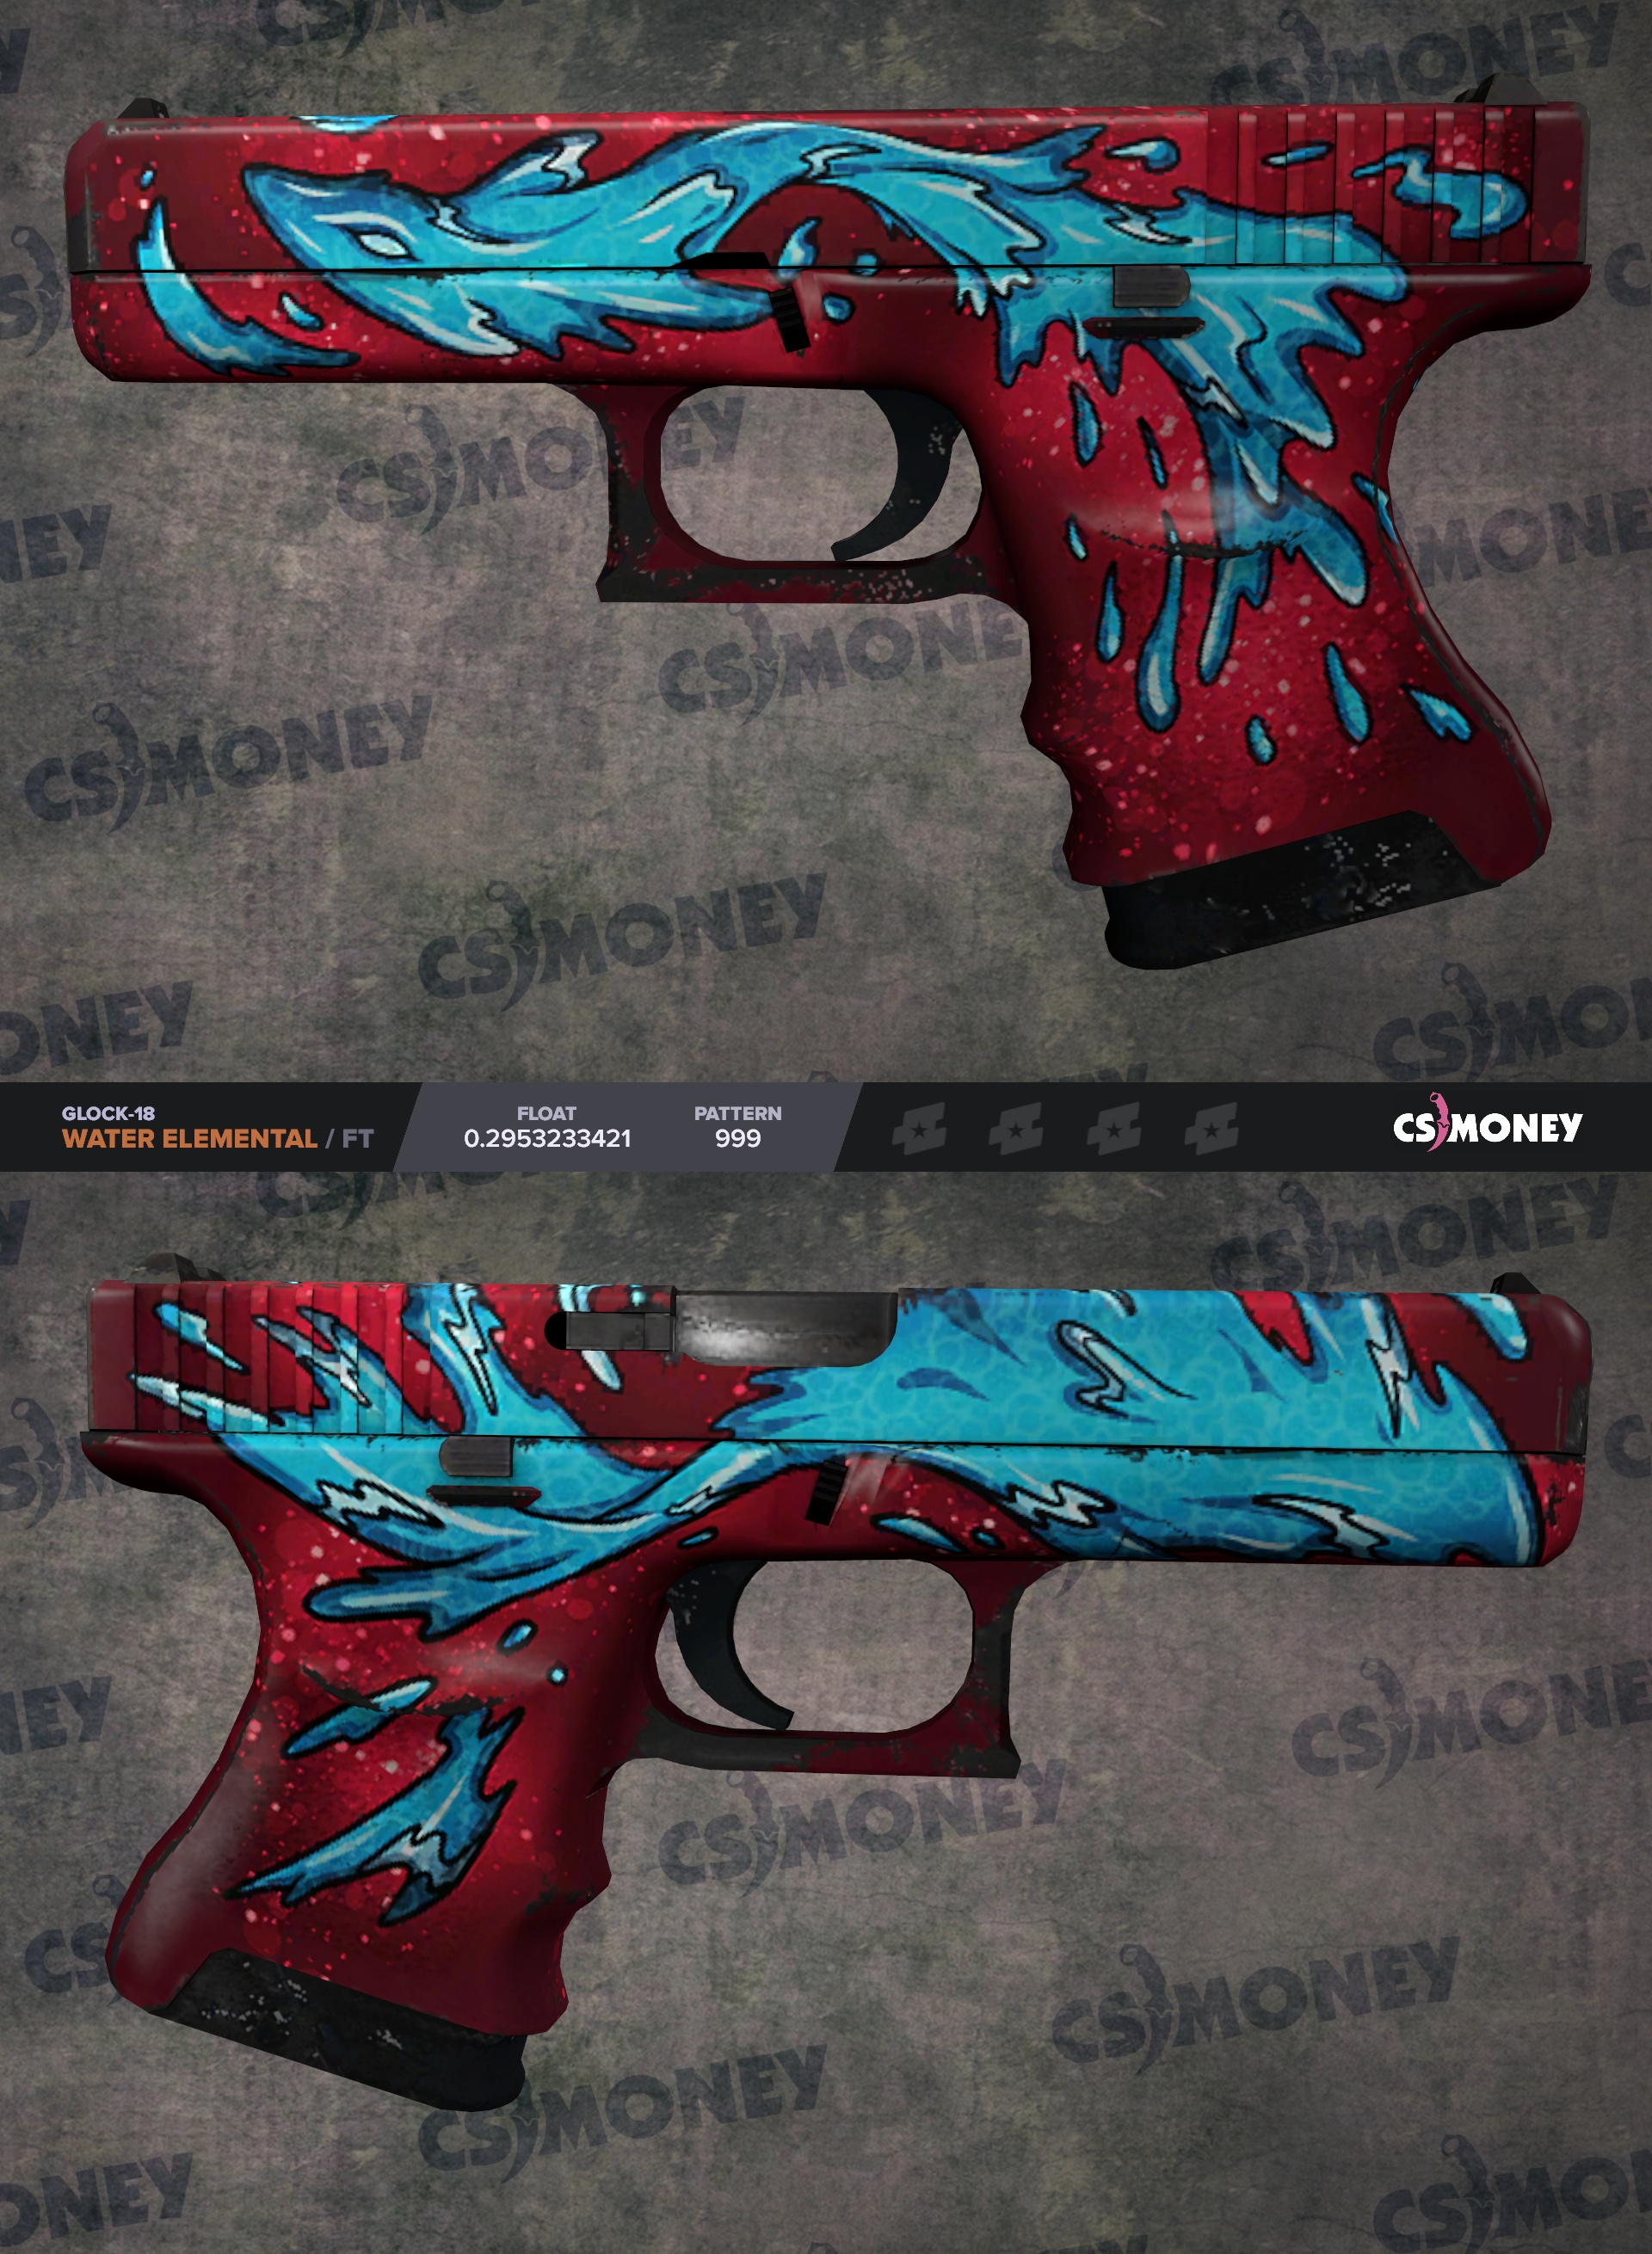 GLOCK-18
WATER ELEMENTAL / FT
FLOAT
0.2953233421
PATTERN
999
CS MONEY